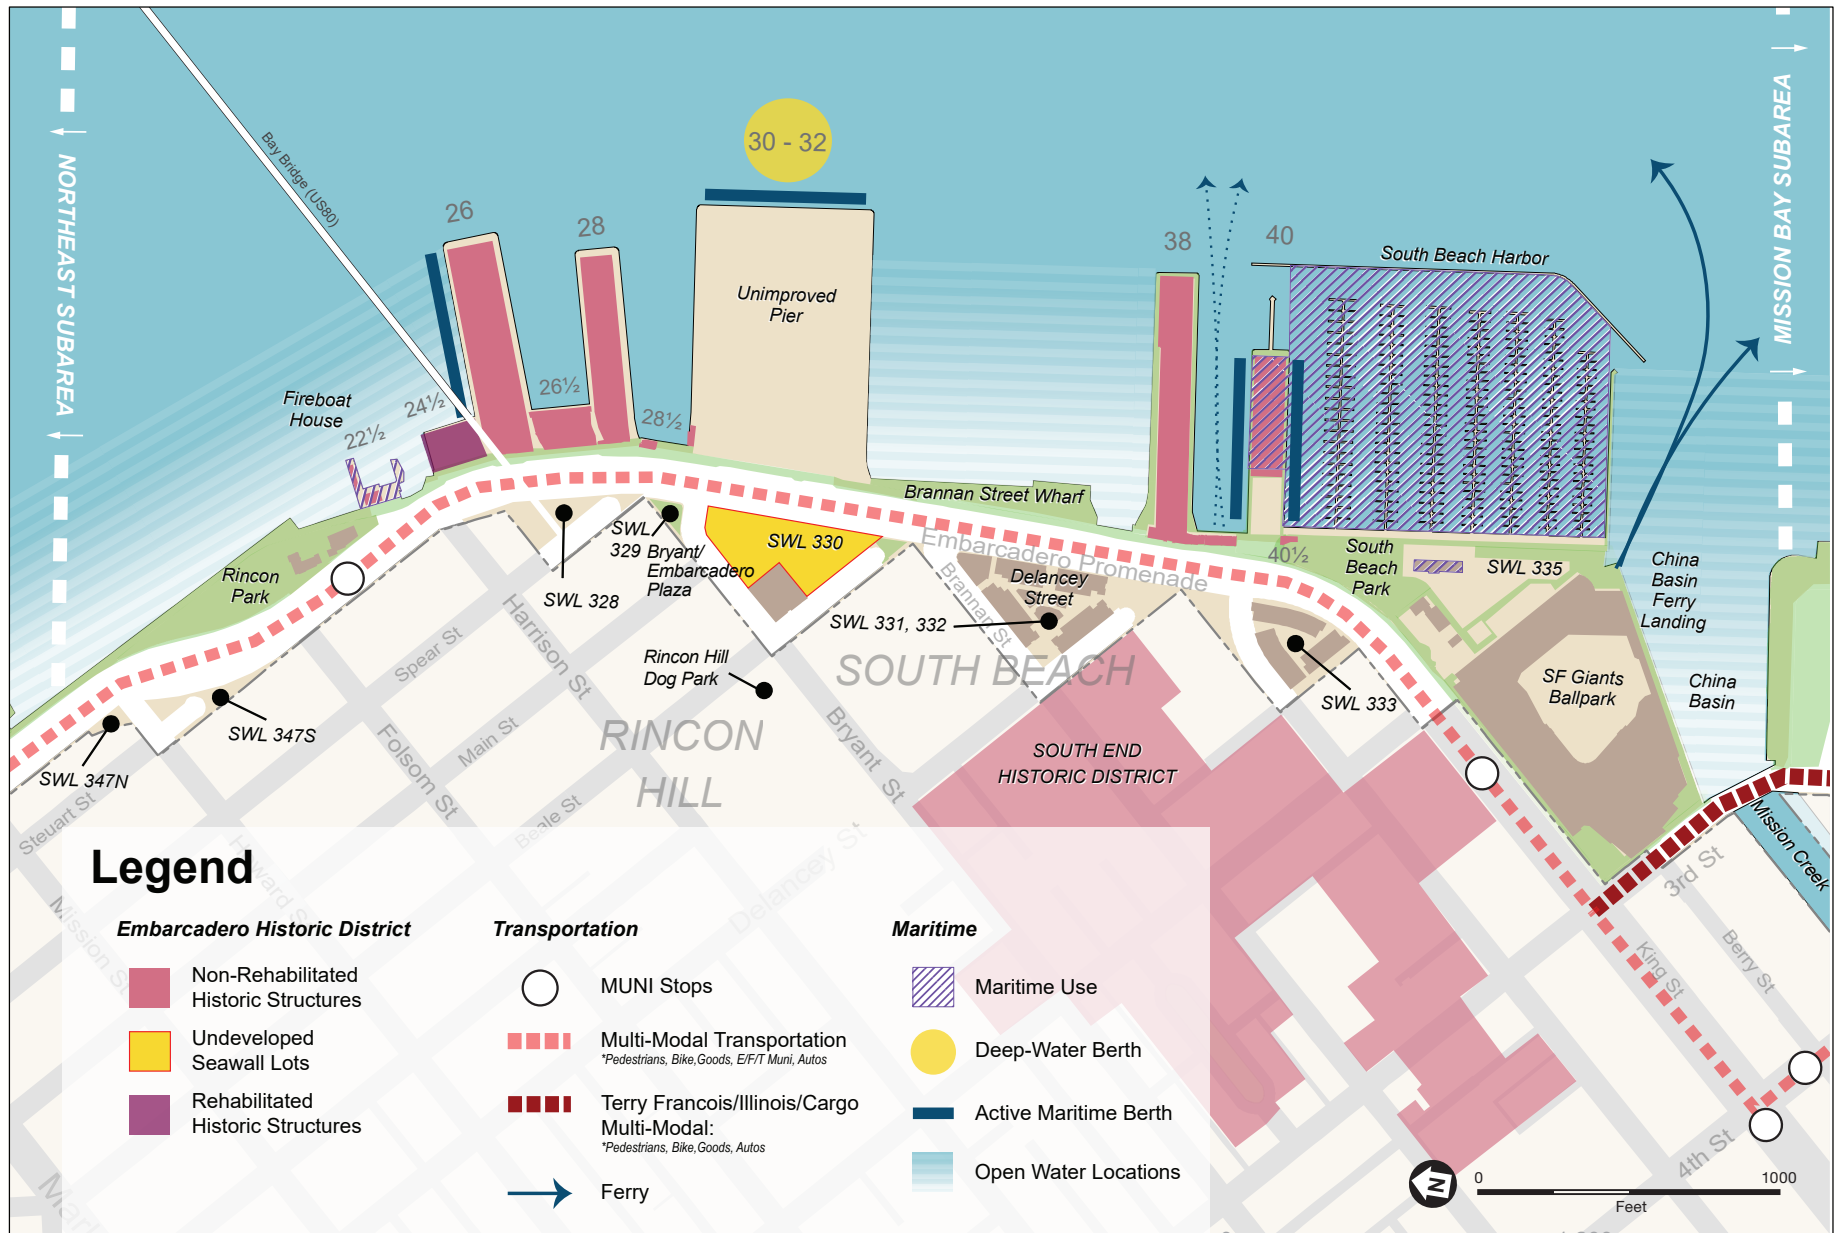 NORTHEAST SUBAREA
Bay Bridge (US80)
30 - 32
26
28
Unimproved
Pier
38
40
South Beach Harbor
MISSION BAY SUBAREA
Fireboat
House
22½
24½
26½
28½
Brannan Street Wharf
Embarcadero Promenade
40½
Rincon
Park
SWL 328
SWL
329
Bryant/
Embarcadero
Plaza
SWL 330
Brannan St
Delancey
Street
SWL 331, 332
South
Beach
Park
SWL 335
China
Basin
Ferry
Landing
China
Basin
SF Giants
Ballpark
SWL 333
Rincon Hill
Dog Park
SOUTH BEACH
RINCON
HILL
SOUTH END
HISTORIC DISTRICT
SWL 347S
SWL 347N
Steuart St
Spear St
Main St
Beale St
Harrison St
Folsom St
Bryant St
Howard St
Mission St
Delancey St
Mission Creek
3rd St
King St
Berry St
4th St
Legend
Embarcadero Historic District
Non-Rehabilitated
Historic Structures
Undeveloped
Seawall Lots
Rehabilitated
Historic Structures
Transportation
MUNI Stops
Multi-Modal Transportation
*Pedestrians, Bike,Goods, E/F/T Muni, Autos
Terry Francois/Illinois/Cargo
Multi-Modal:
*Pedestrians, Bike,Goods, Autos
Ferry
Maritime
Maritime Use
Deep-Water Berth
Active Maritime Berth
Open Water Locations
N
0
1000
Feet